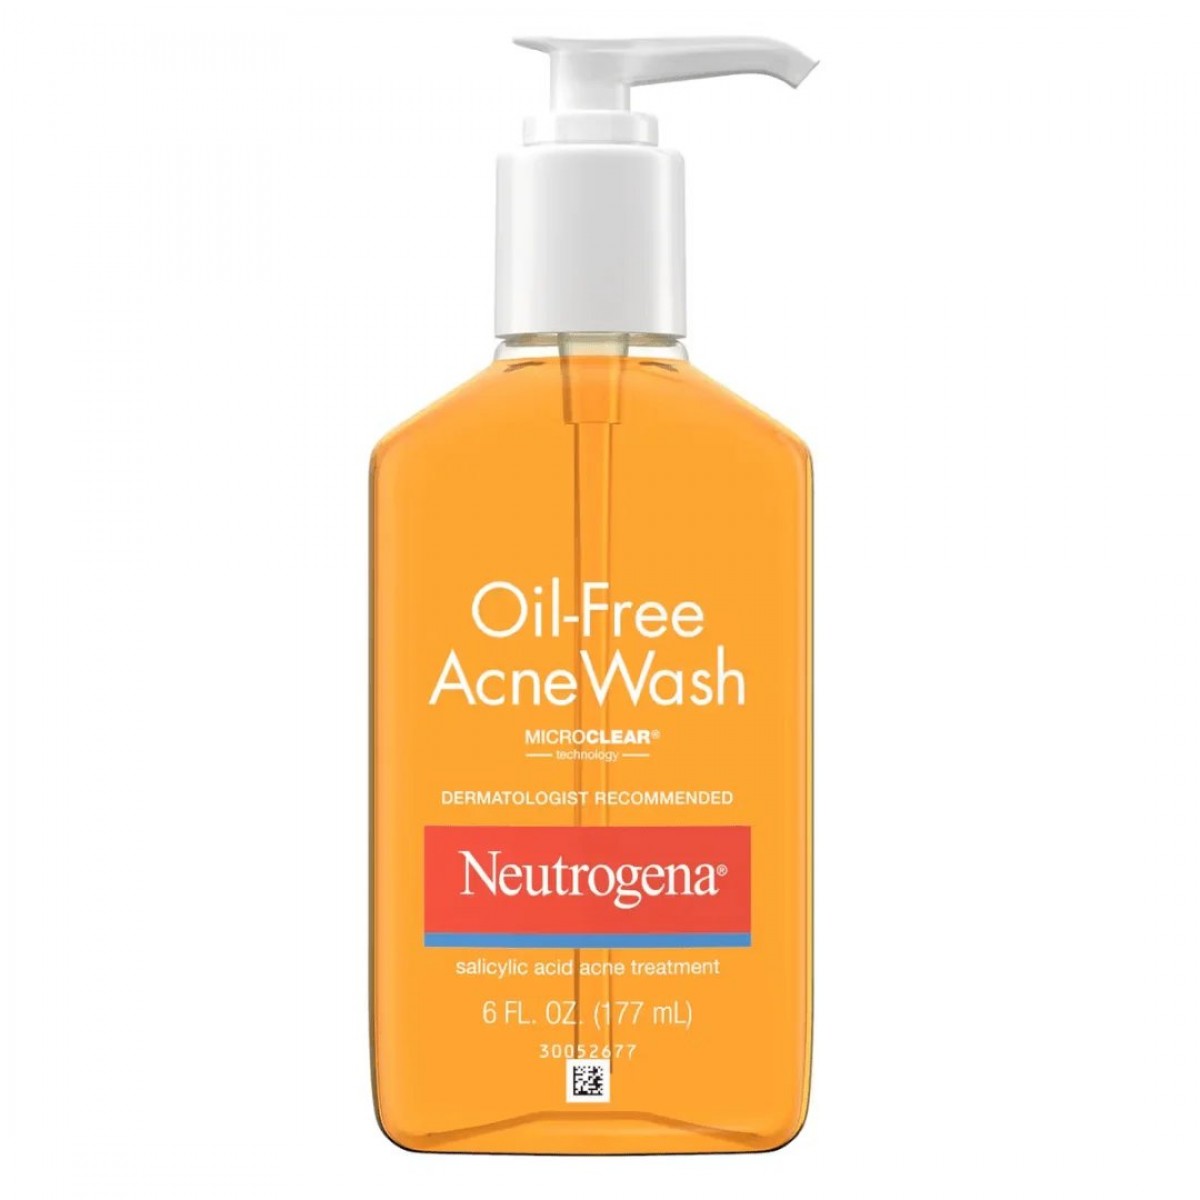 Oil-Free
Acne Wash
MICROCLEAR®
technology
DERMATOLOGIST RECOMMENDED
Neutrogena®
salicylic acid acne treatment
6 FL. OZ. (177 mL)
30052677